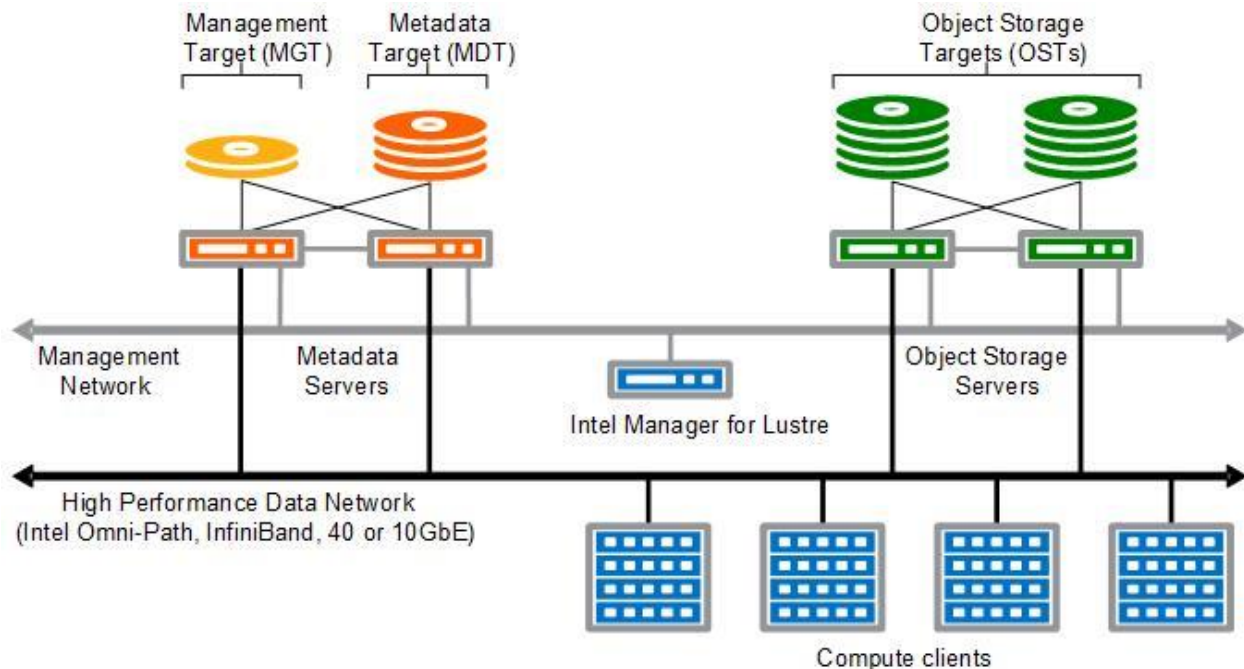 Management
Target (MGT)
Metadata
Target (MDT)
Object Storage
Targets (OSTs)
Management
Network
Metadata
Servers
Object Storage
Servers
Intel Manager for Lustre
High Performance Data Network
(Intel Omni-Path, InfiniBand, 40 or 10GbE)
Compute clients